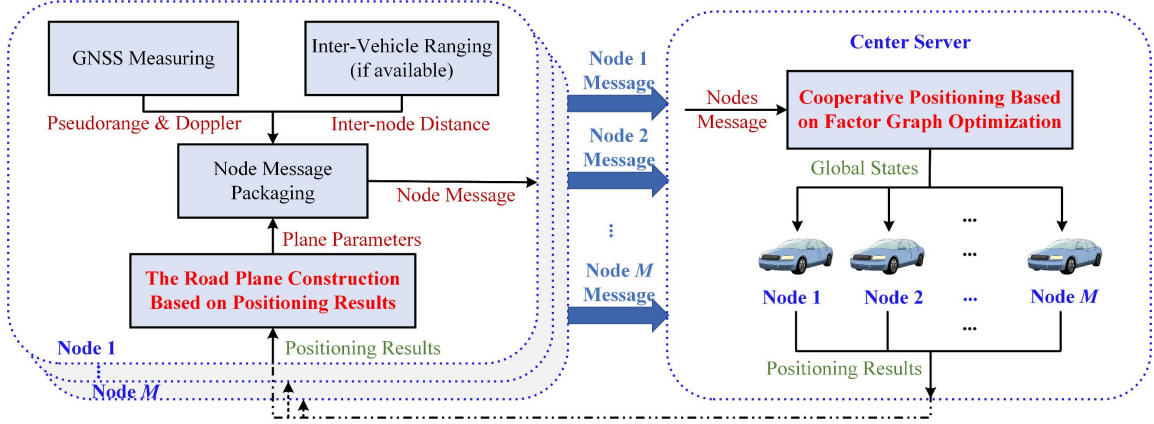 GNSS Measuring
Inter-Vehicle Ranging
(if available)
Pseudorange & Doppler
Inter-node Distance
Node Message
Packaging
Node Message
Plane Parameters
The Road Plane Construction
Based on Positioning Results
Positioning Results
Node 1
Node M
Node 1
Message
Node 2
Message
...
Node M
Message
Center Server
Nodes
Message
Cooperative Positioning Based
on Factor Graph Optimization
Global States
...
...
Node 1
Node 2
...
Node M
...
Positioning Results